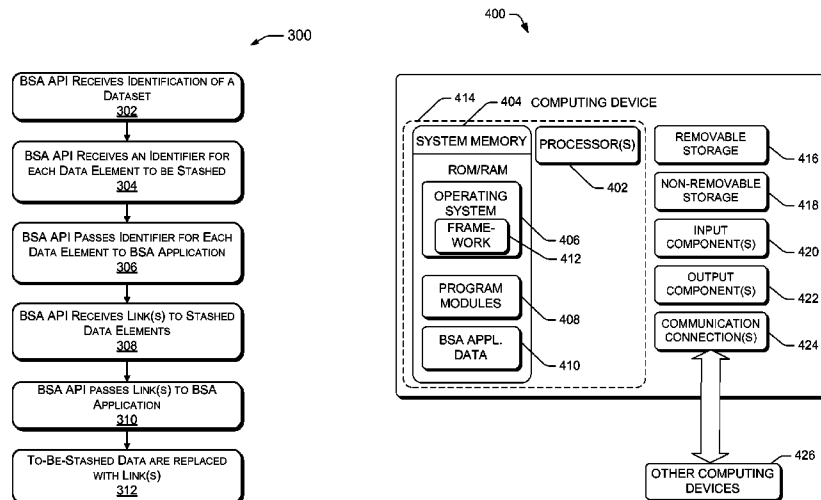 300
BSA API RECEIVES IDENTIFICATION OF A
DATASET
302
BSA API RECEIVES AN IDENTIFIER FOR
EACH DATA ELEMENT TO BE STASHED
304
BSA API PASSES IDENTIFIER FOR EACH
DATA ELEMENT TO BSA APPLICATION
306
BSA API RECEIVES LINK(S) TO STASHED
DATA ELEMENTS
308
BSA API PASSES LINK(S) TO BSA
APPLICATION
310
TO-BE-STASHED DATA ARE REPLACED
WITH LINK(S)
312
400
414
404
COMPUTING DEVICE
SYSTEM MEMORY
PROCESSOR(S)
402
ROM/RAM
OPERATING
SYSTEM
406
FRAME-
WORK
412
PROGRAM
MODULES
408
BSA APPL.
DATA
410
REMOVABLE
STORAGE
416
NON-REMOVABLE
STORAGE
418
INPUT
COMPONENT(S)
420
OUTPUT
COMPONENT(S)
422
COMMUNICATION
CONNECTION(S)
424
426
OTHER COMPUTING
DEVICES